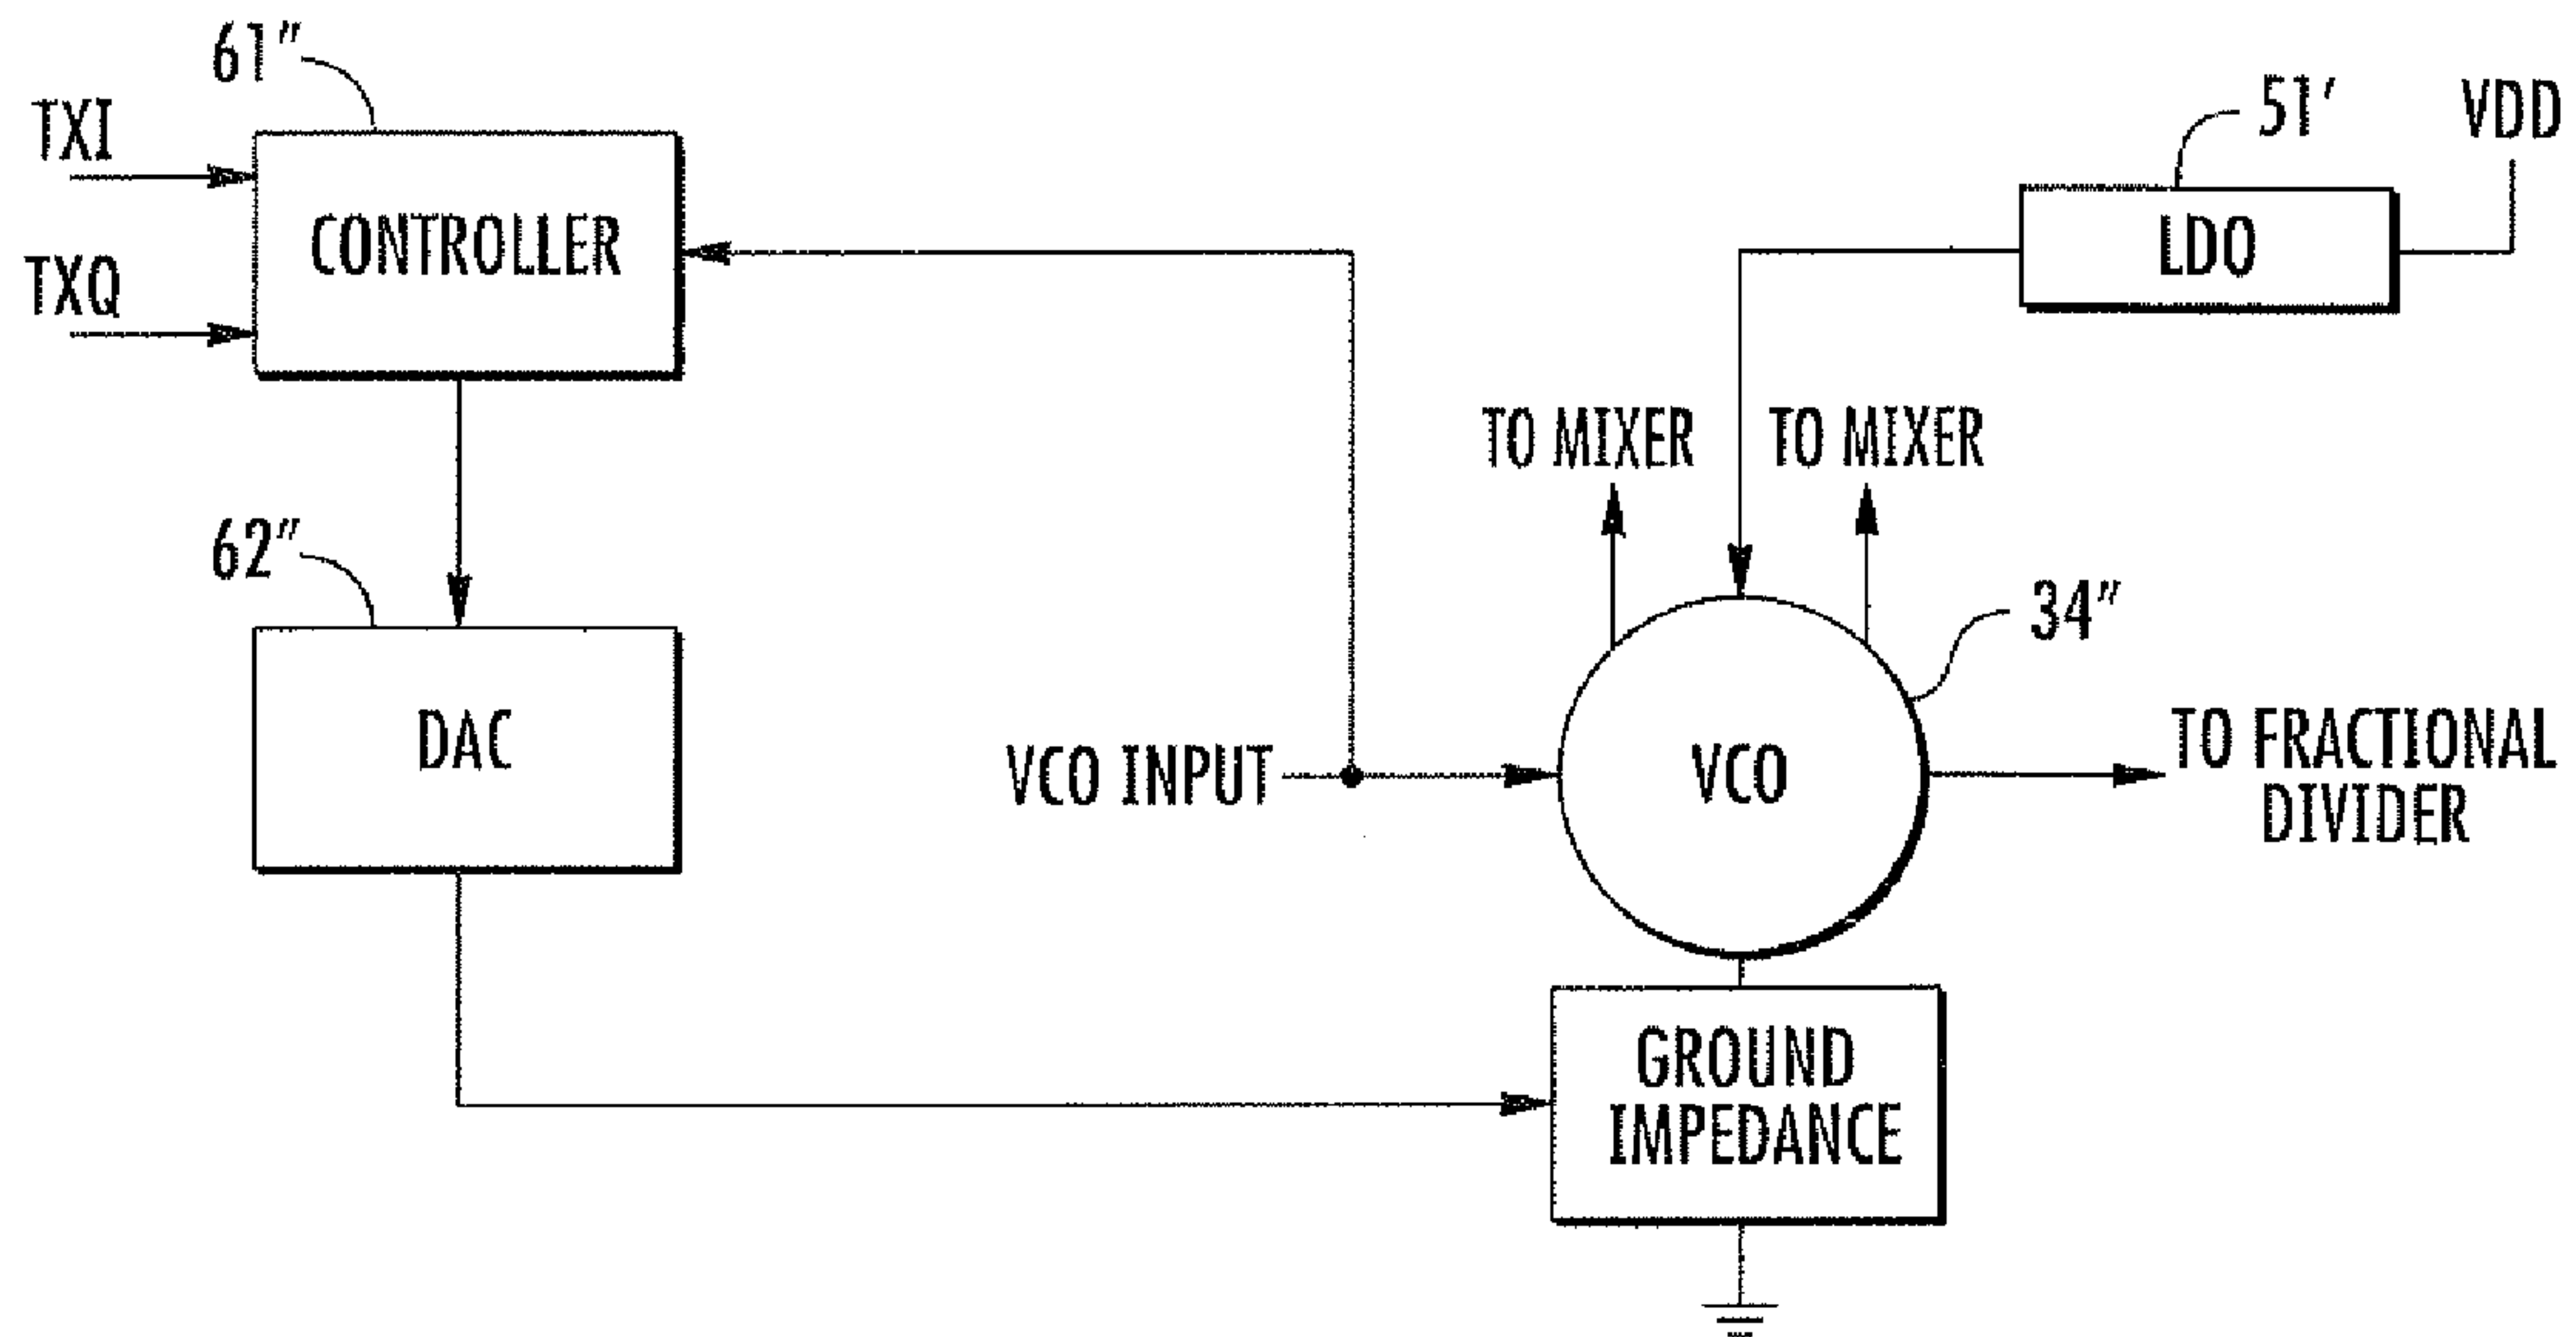 61″
TXI
CONTROLLER
TXQ
51′
VDD
LDO
TO MIXER
TO MIXER
62″
DAC
34″
VCO INPUT
VCO
TO FRACTIONAL
DIVIDER
GROUND
IMPEDANCE